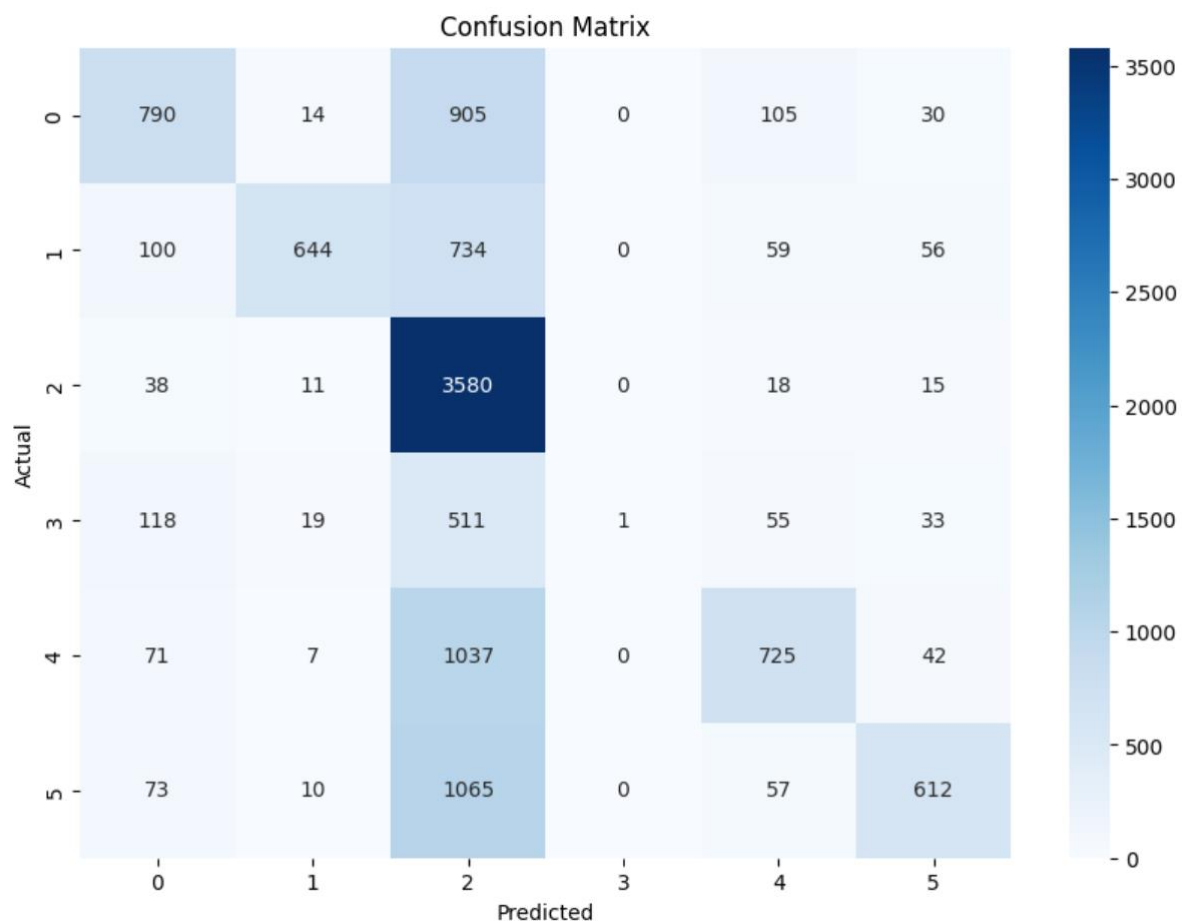 Confusion Matrix
0 790 14 905 0 105 30
1 100 644 734 0 59 56
2 38 11 3580 0 18 15
3 118 19 511 1 55 33
4 71 7 1037 0 725 42
5 73 10 1065 0 57 612
0 1 2 3 4 5
Predicted
Actual
3500
3000
2500
2000
1500
1000
500
0